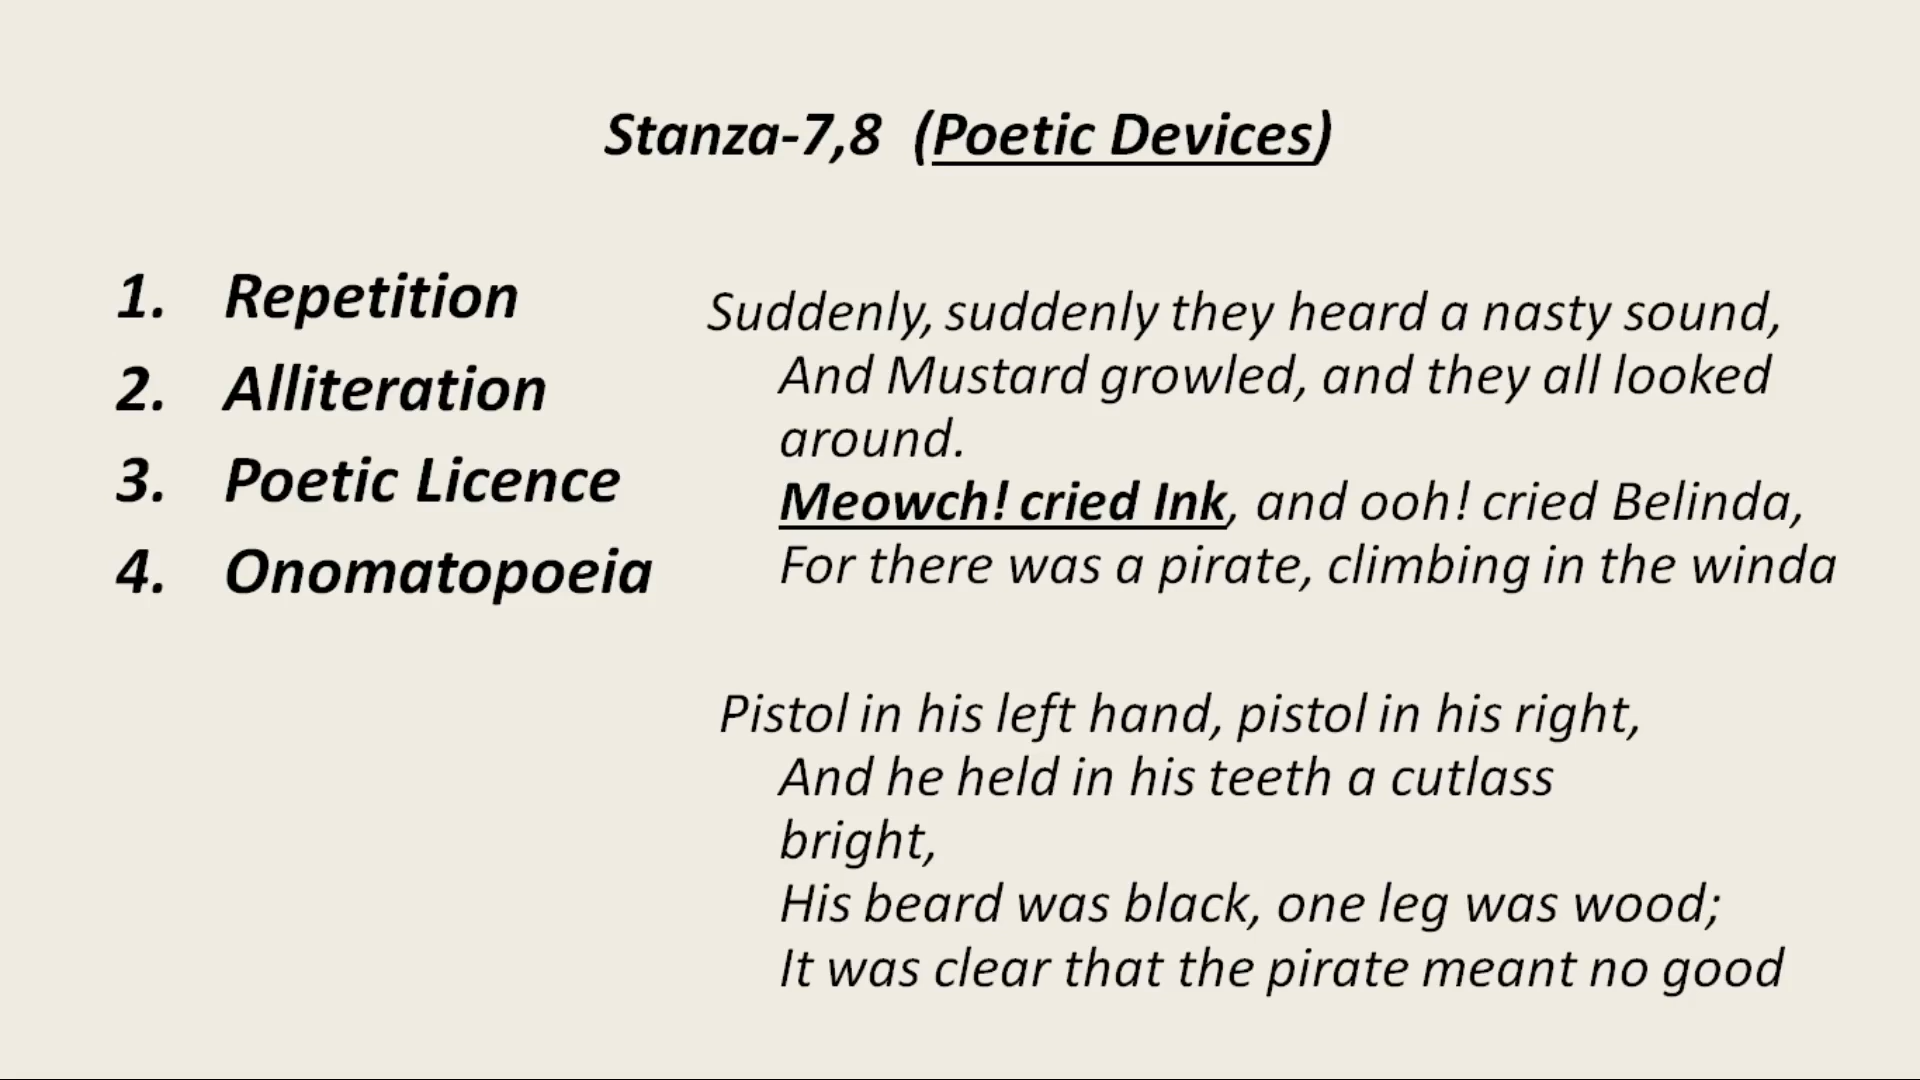 Stanza-7,8 (Poetic Devices)
1. Repetition
2. Alliteration
3. Poetic Licence
4. Onomatopoeia
Suddenly, suddenly they heard a nasty sound,
And Mustard growled, and they all looked
around.
Meowch! cried Ink, and ooh! cried Belinda,
For there was a pirate, climbing in the winda
Pistol in his left hand, pistol in his right,
And he held in his teeth a cutlass
bright,
His beard was black, one leg was wood;
It was clear that the pirate meant no good